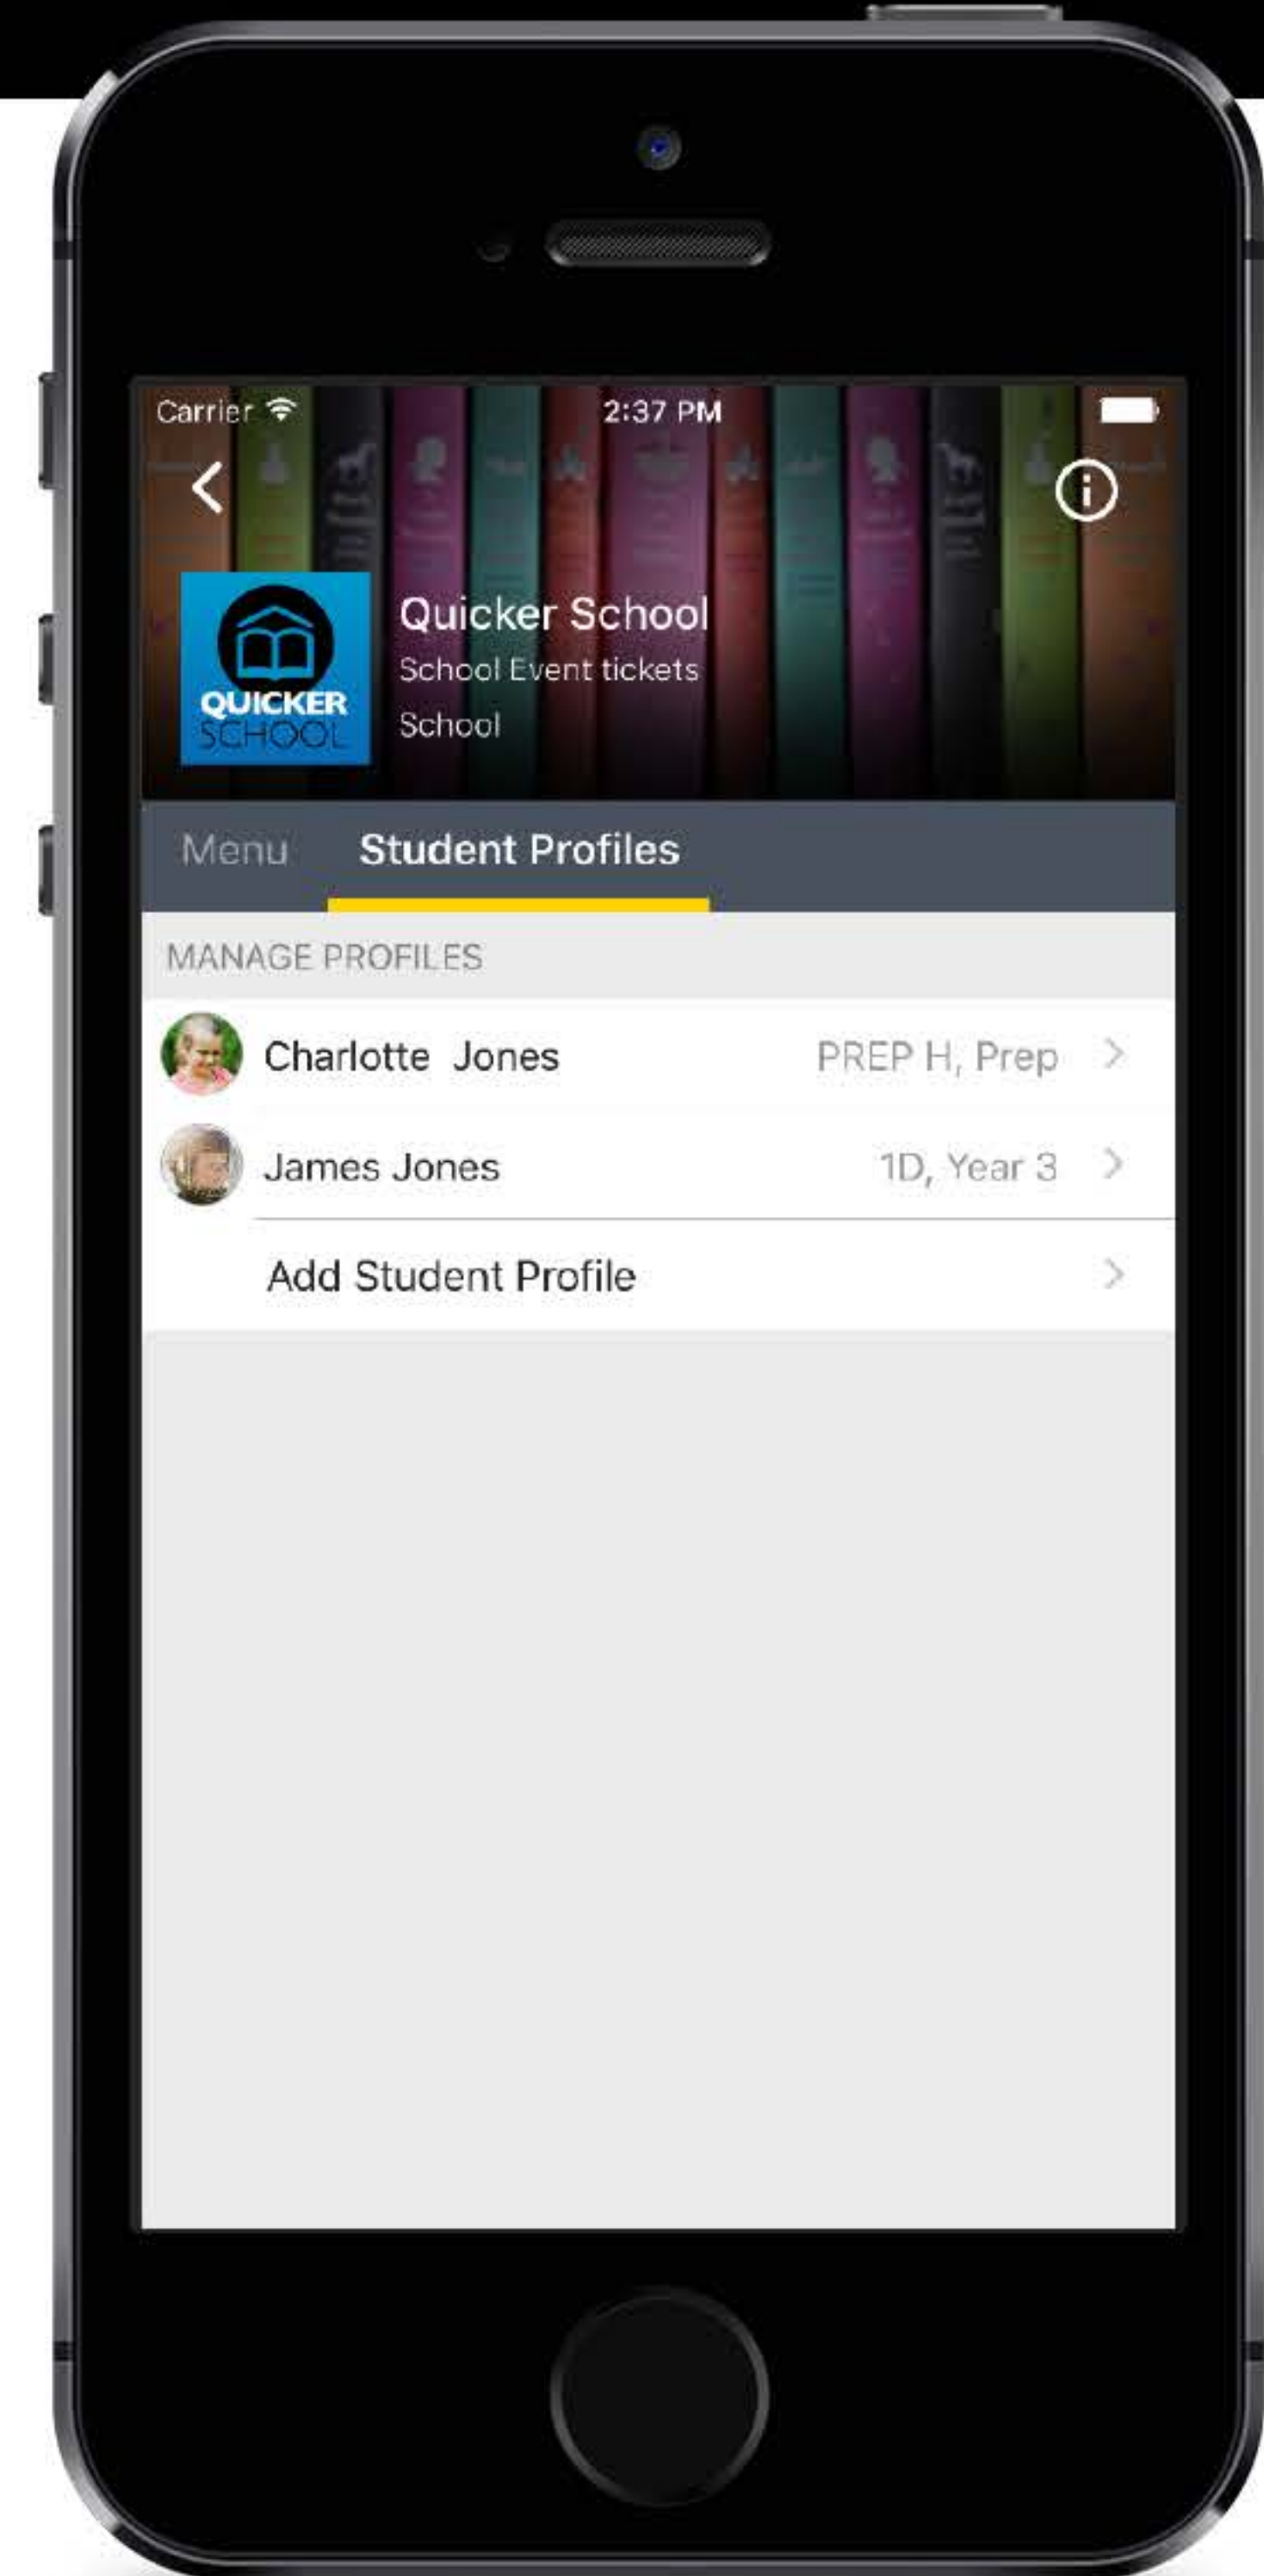 Carrier 2:37 PM
QUICKER
SCHOOL
Quicker School
School Event tickets
School
Menu Student Profiles
MANAGE PROFILES
Charlotte Jones PREP H, Prep
James Jones 1D, Year 3
Add Student Profile